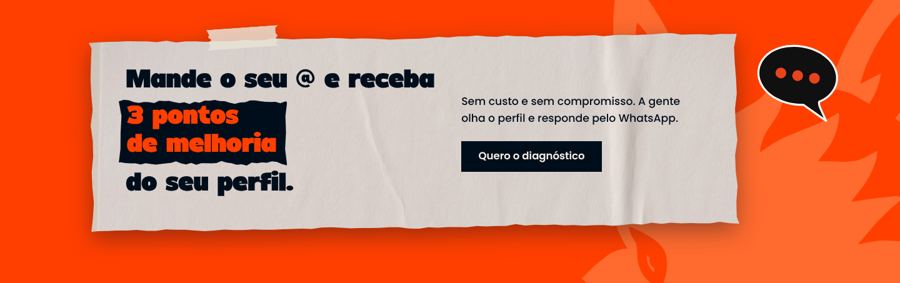 Mande o seu @ e receba
3 pontos
de melhoria
do seu perfil.
Sem custo e sem compromisso. A gente
olha o perfil e responde pelo WhatsApp.
Quero o diagnóstico